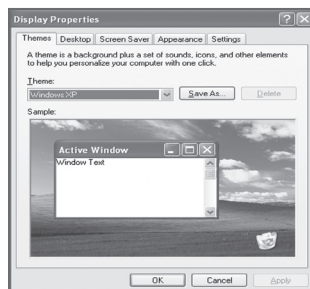 Display Properties
Themes Desktop Screen Saver Appearance Settings
A theme is a background plus a set of sounds, icons, and other elements
to help you personalize your computer with one click.
Theme:
Windows XP Save As... Delete
Sample:
Active Window
Window Text
OK Cancel Apply